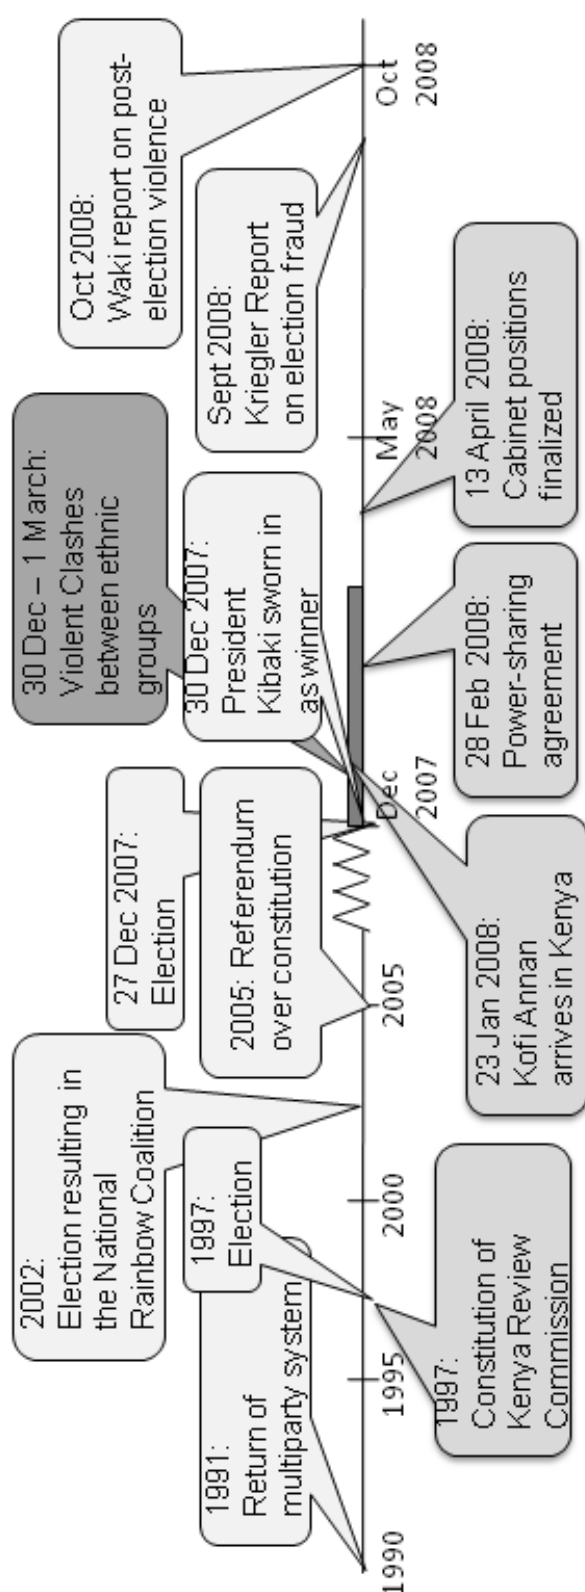 1991:
Return of
multiparty system
1997:
Election
2002:
Election resulting in
the National
Rainbow Coalition
2005: Referendum
over constitution
27 Dec 2007:
Election
30 Dec 2007:
President
Kibaki sworn in
as winner
30 Dec – 1 March:
Violent Clashes
between ethnic
groups
Sept 2008:
Kriegler Report
on election fraud
Oct 2008:
Waki report on post-
election violence
1990
1995
2000
2005
Dec
2007
May
2008
Oct
2008
1997:
Constitution of
Kenya Review
Commission
23 Jan 2008:
Kofi Annan
arrives in Kenya
28 Feb 2008:
Power-sharing
agreement
13 April 2008:
Cabinet positions
finalized